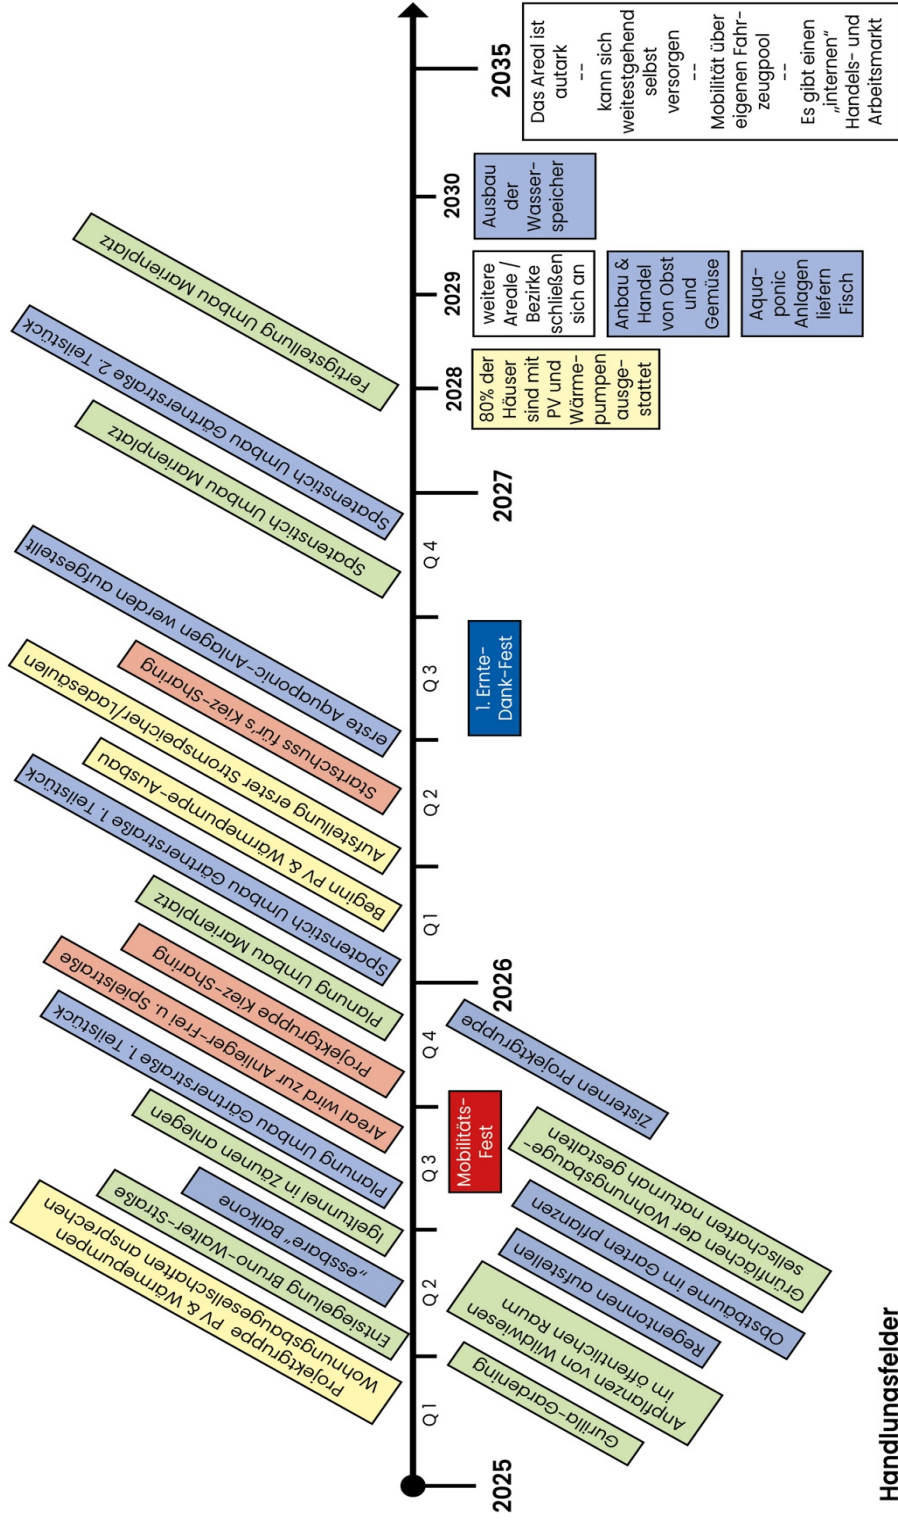 Projektgruppe PV & Wärmepumpen
Wohnungsbaugesellschaften ansprechen
Entsiegelung Bruno-Walter-Straße
„essbare“ Balkone
Igeltunnel in Zäunen anlegen
Planung Umbau Gärtnerstraße 1. Teilstück
Areal wird zur Anlieger-Frei u. Spielstraße
Projektgruppe Kiez-Sharing
Planung Umbau Marienplatz
Spatenstich Umbau Gärtnerstraße 1. Teilstück
Beginn PV & Wärmepumpe-Ausbau
Aufstellung erster Stromspeicher/Ladesäulen
Startschuss für's Kiez-Sharing
erste Aquaponic-Anlagen werden aufgestellt
Spatenstich Umbau Marienplatz
Spatenstich Umbau Gärtnerstraße 2. Teilstück
Fertigstellung Umbau Marienplatz
2025
Q1
Q2
Q3
Q4
2026
Q1
Q2
Q3
Q4
2027
2028
2029
2030
2035
Gurilla-Gardening
Anpflanzen von Wildwiesen
im öffentlichen Raum
Regentonnen aufstellen
Obstbäume im Garten pflanzen
Grünflächen der Wohnungsbauge-
sellschaften naturnah gestalten
Mobilitäts-
Fest
Zisternen Projektgruppe
1. Ernte-
Dank-Fest
80% der
Häuser
sind mit
PV und
Wärme-
pumpen
ausge-
stattet
weitere
Areale /
Bezirke
schließen
sich an
Anbau &
Handel
von Obst
und
Gemüse
Aqua-
ponic
Anlagen
liefern
Fisch
Ausbau
der
Wasser-
speicher
Das Areal ist
autark
--
kann sich
weitestgehend
selbst
versorgen
--
Mobilität über
eigenen Fahr-
zeugpool
--
Es gibt einen
„internen“
Handels- und
Arbeitsmarkt
Handlungsfelder